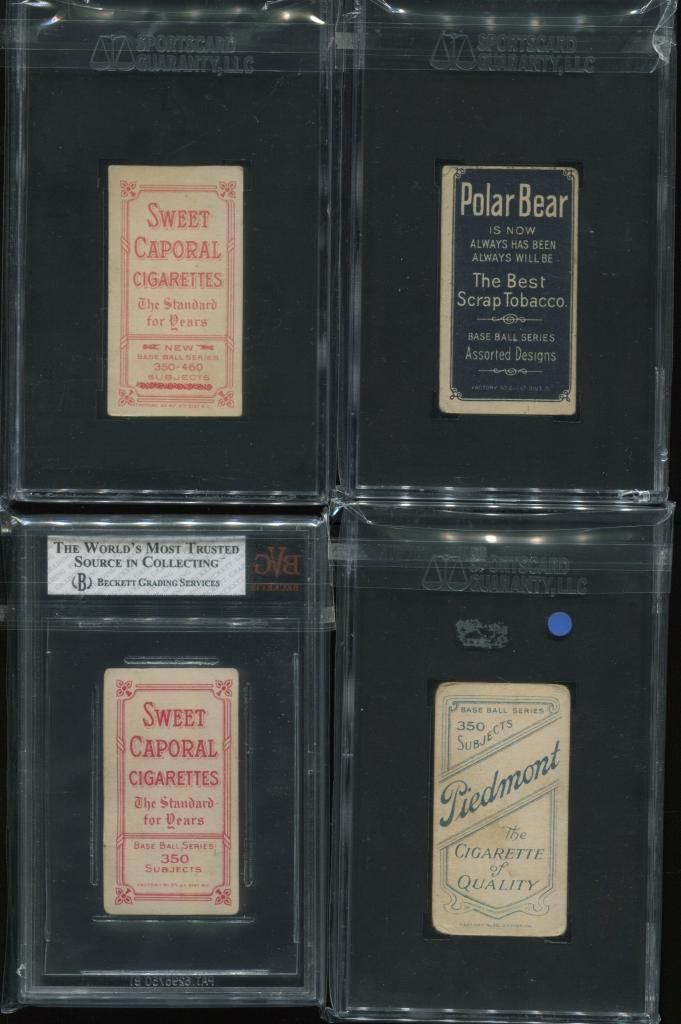 SPORTSCARD
GUARANTY, LLC
SWEET
CAPORAL
CIGARETTES
The Standard
for Years
NEW
BASE BALL SERIES
350-460
SUBJECTS
SPORTSCARD
GUARANTY, LLC
Polar Bear
IS NOW
ALWAYS HAS BEEN
ALWAYS WILL BE
The Best
Scrap Tobacco.
BASE BALL SERIES
Assorted Designs
THE WORLD'S MOST TRUSTED
SOURCE IN COLLECTING
B BECKETT GRADING SERVICES
BVG
BECKETT
SWEET
CAPORAL
CIGARETTES
The Standard
for Years
BASE BALL SERIES
350
SUBJECTS
SPORTSCARD
GUARANTY, LLC
BASE BALL SERIES
350
SUBJECTS
Piedmont
The
CIGARETTE
of
QUALITY